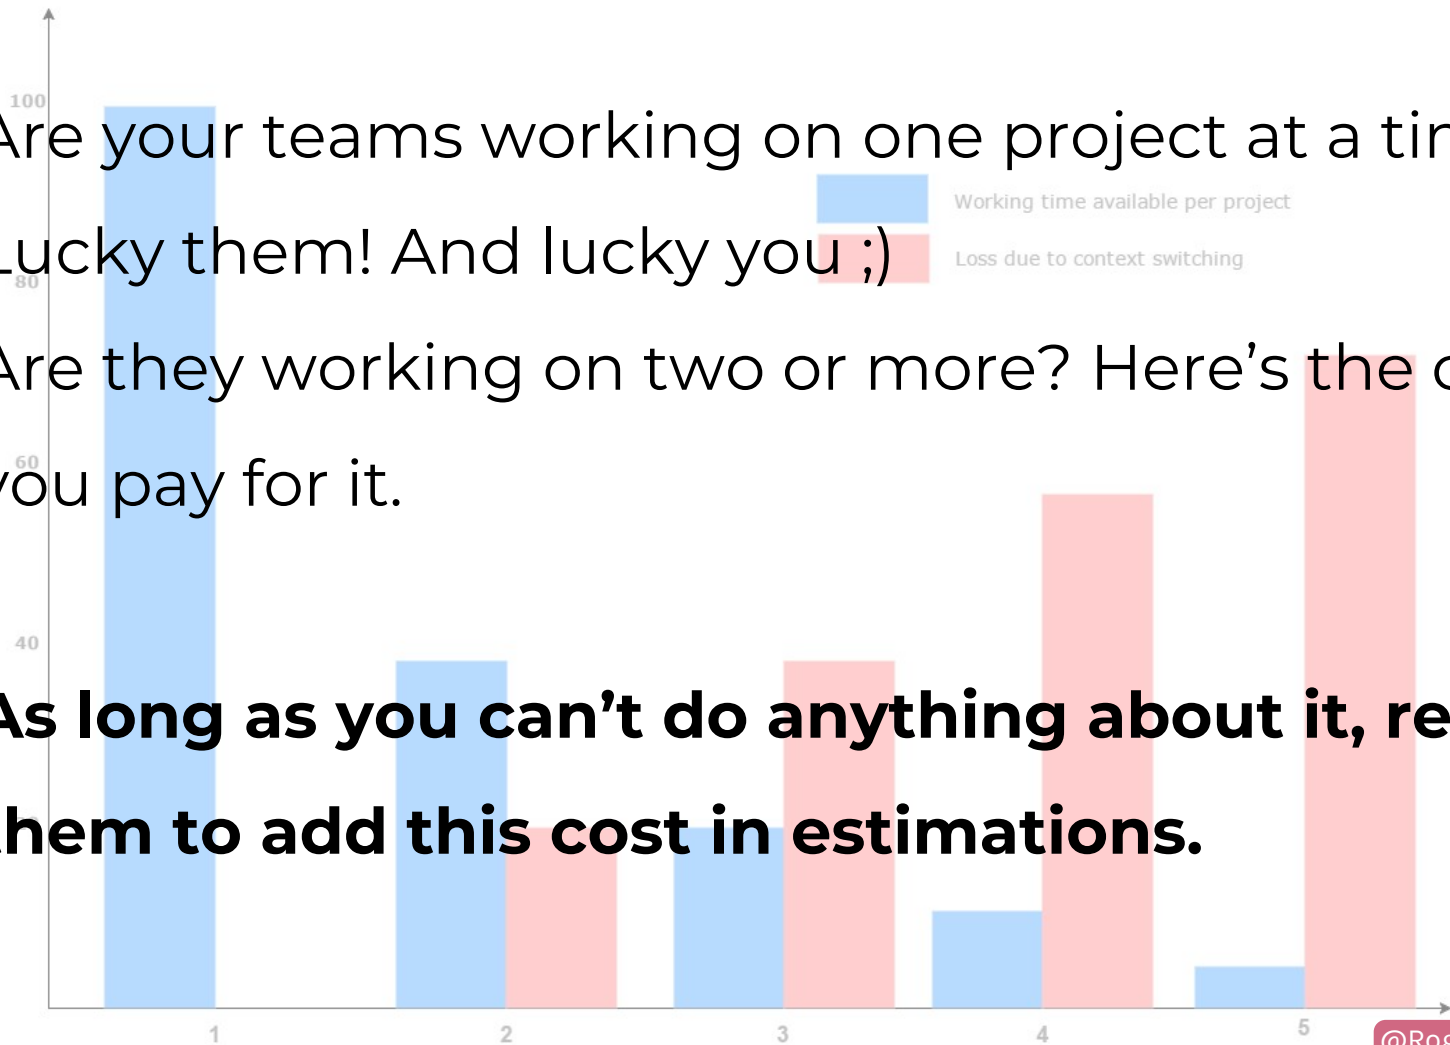 100
Are your teams working on one project at a
Working time available per project
Lucky them! And lucky you ;)
Loss due to context switching
80
Are they working on two or more? Here's the
60
you pay for it.
40
As long as you can't do anything about it,
them to add this cost in estimations.
1 2 3 4 5